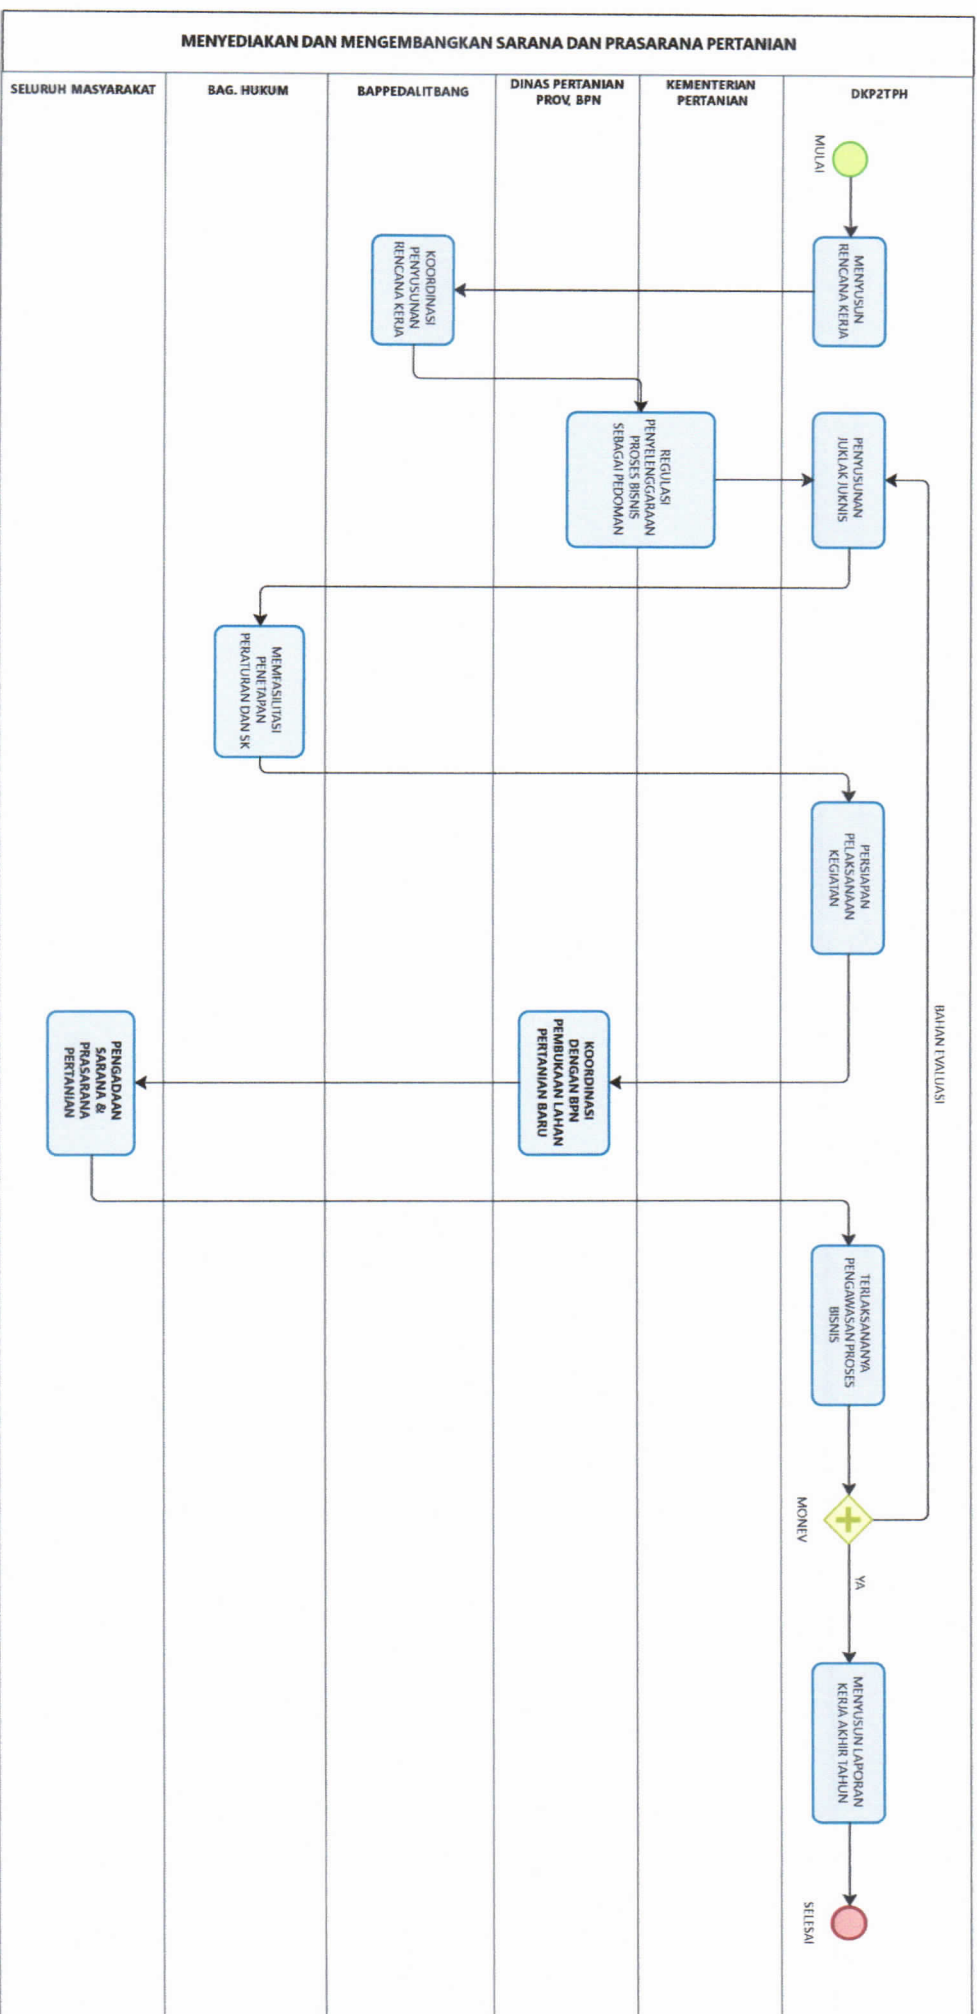 MENYEDIAKAN DAN MENGEMBANGKAN SARANA DAN PRASARANA PERTANIAN
SELURUH MASYARAKAT
BAG. HUKUM
BAPPEDALITBANG
DINAS PERTANIAN
PROV, BPN
KEMENTERIAN
PERTANIAN
DKP2TPH
MULAI
MENYUSUN
RENCANA KERJA
KOORDINASI
PENYUSUNAN
RENCANA KERJA
REGULASI
PENYELENGGARAAN
PROSES BISNIS
SEBAGAI PEDOMAN
PENYUSUNAN
JUKLAK JUKNIS
MEMFASILITASI
PENETAPAN
PERATURAN DAN SK
PERSIAPAN
PELAKSANAAN
KEGIATAN
BAHAN EVALUASI
KOORDINASI
DENGAN BPN
PEMBUKAAN LAHAN
PERTANIAN BARU
PENGADAAN
SARANA &
PRASARANA
PERTANIAN
TERLAKSANANYA
PENGAWASAN PROSES
BISNIS
MONEV
YA
MENYUSUN LAPORAN
KERJA AKHIR TAHUN
SELESAI